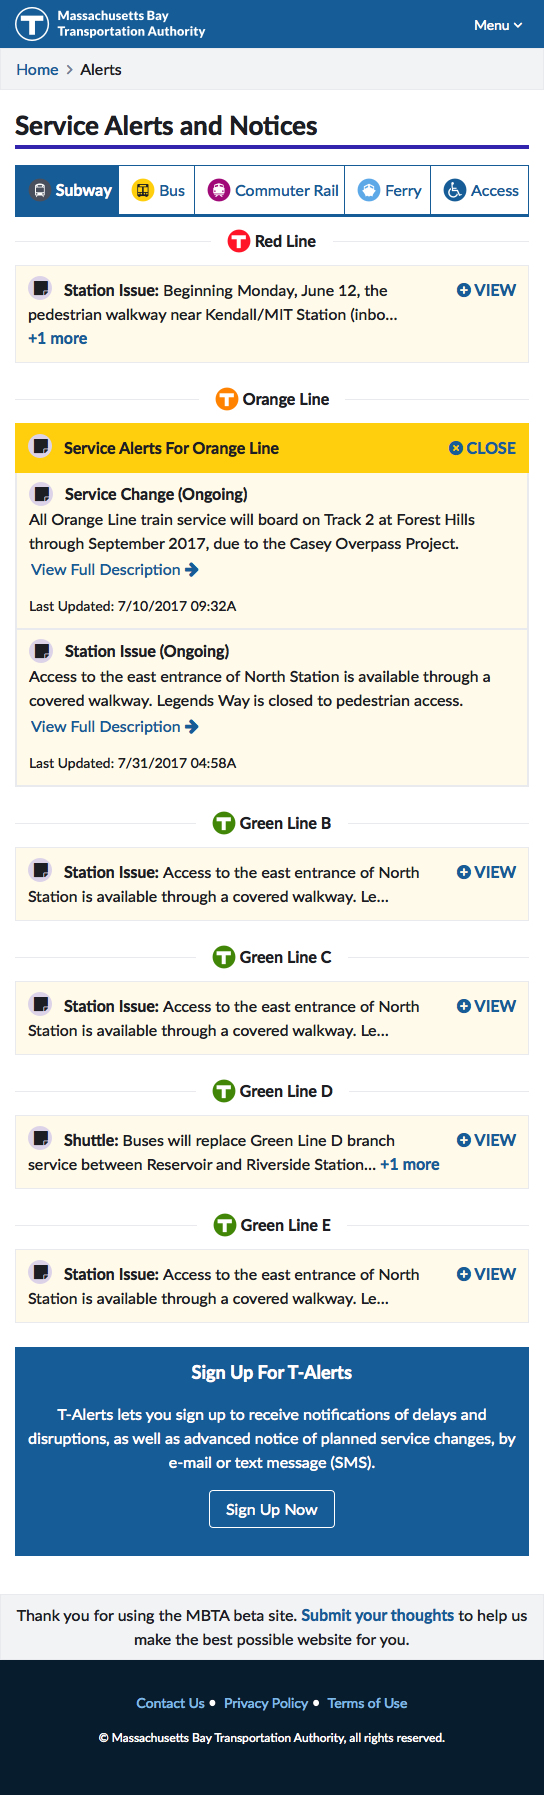 Massachusetts Bay
Transportation Authority
Menu
Home > Alerts
Service Alerts and Notices
Subway Bus Commuter Rail Ferry Access
T Red Line
Station Issue: Beginning Monday, June 12, the VIEW
pedestrian walkway near Kendall/MIT Station (inbo...
+1 more
T Orange Line
Service Alerts For Orange Line CLOSE
Service Change (Ongoing)
All Orange Line train service will board on Track 2 at Forest Hills
through September 2017, due to the Casey Overpass Project.
View Full Description
Last Updated: 7/10/2017 09:32A
Station Issue (Ongoing)
Access to the east entrance of North Station is available through a
covered walkway. Legends Way is closed to pedestrian access.
View Full Description
Last Updated: 7/31/2017 04:58A
T Green Line B
Station Issue: Access to the east entrance of North VIEW
Station is available through a covered walkway. Le...
T Green Line C
Station Issue: Access to the east entrance of North VIEW
Station is available through a covered walkway. Le...
T Green Line D
Shuttle: Buses will replace Green Line D branch VIEW
service between Reservoir and Riverside Station... +1 more
T Green Line E
Station Issue: Access to the east entrance of North VIEW
Station is available through a covered walkway. Le...
Sign Up For T-Alerts
T-Alerts lets you sign up to receive notifications of delays and
disruptions, as well as advanced notice of planned service changes, by
e-mail or text message (SMS).
Sign Up Now
Thank you for using the MBTA beta site. Submit your thoughts to help us
make the best possible website for you.
Contact Us • Privacy Policy • Terms of Use
© Massachusetts Bay Transportation Authority, all rights reserved.